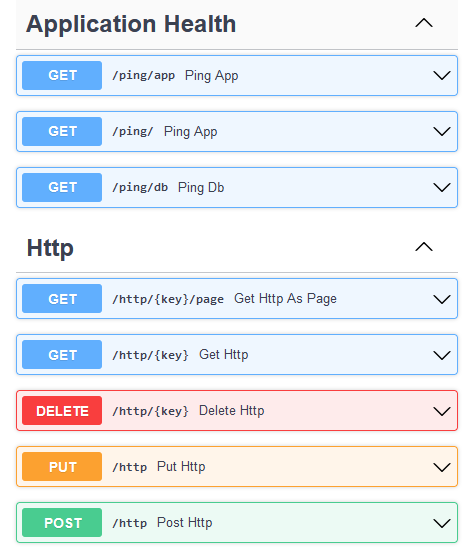 Application Health
GET /ping/app Ping App
GET /ping/ Ping App
GET /ping/db Ping Db
Http
GET /http/{key}/page Get Http As Page
GET /http/{key} Get Http
DELETE /http/{key} Delete Http
PUT /http Put Http
POST /http Post Http